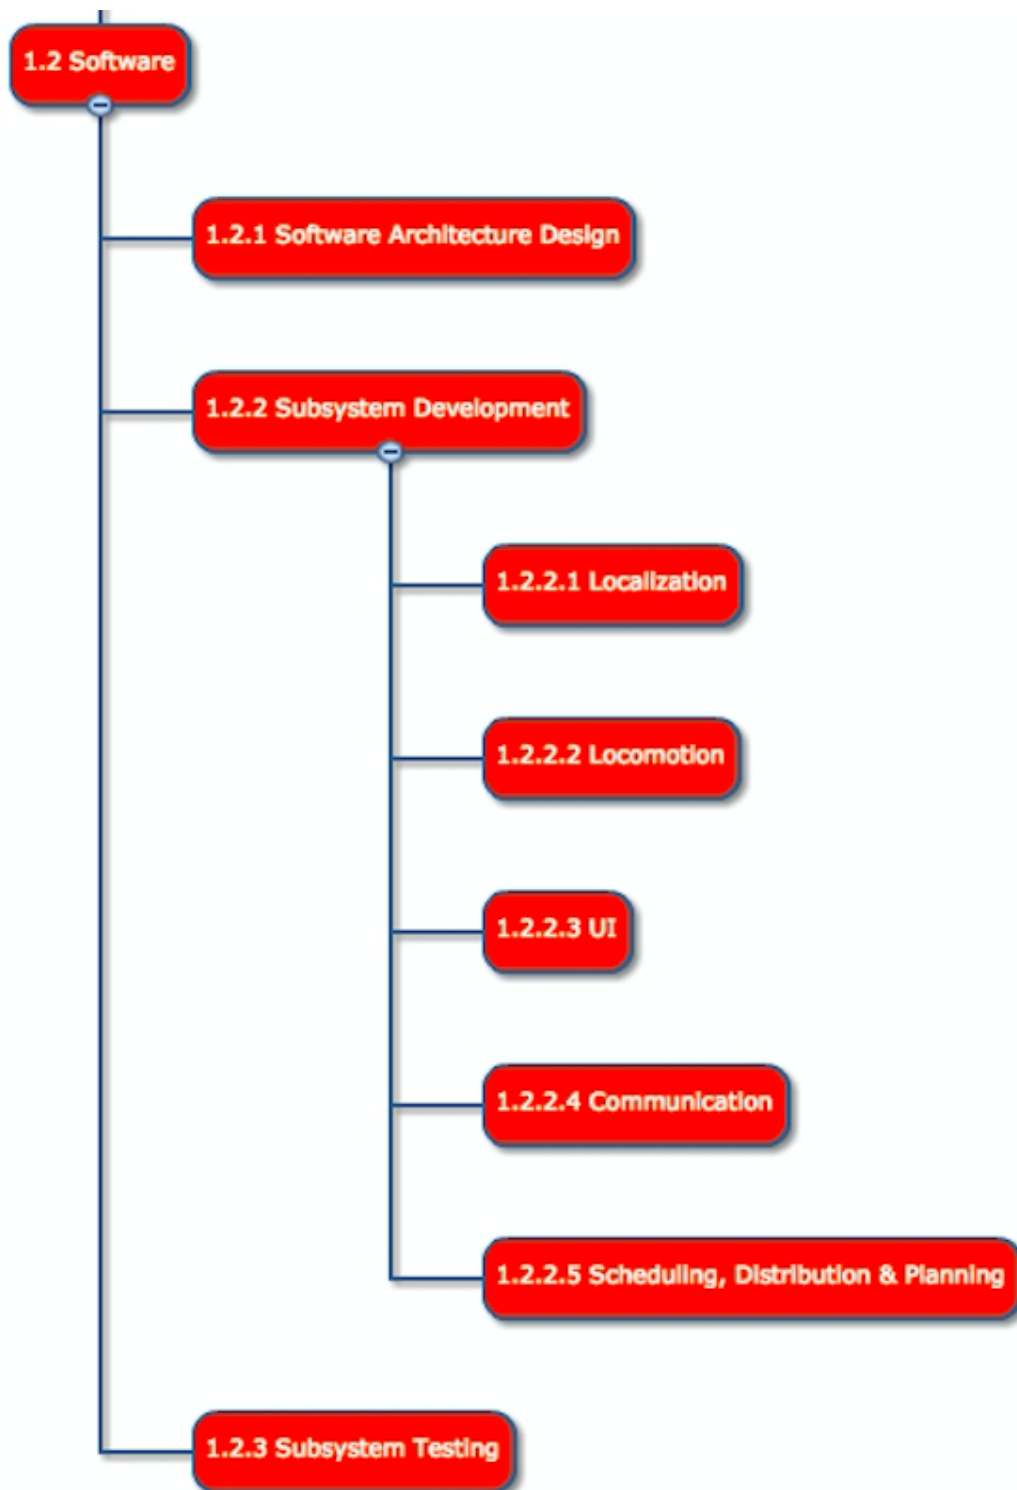 1.2 Software
1.2.1 Software Architecture Design
1.2.2 Subsystem Development
1.2.2.1 Localization
1.2.2.2 Locomotion
1.2.2.3 UI
1.2.2.4 Communication
1.2.2.5 Scheduling, Distribution & Planning
1.2.3 Subsystem Testing